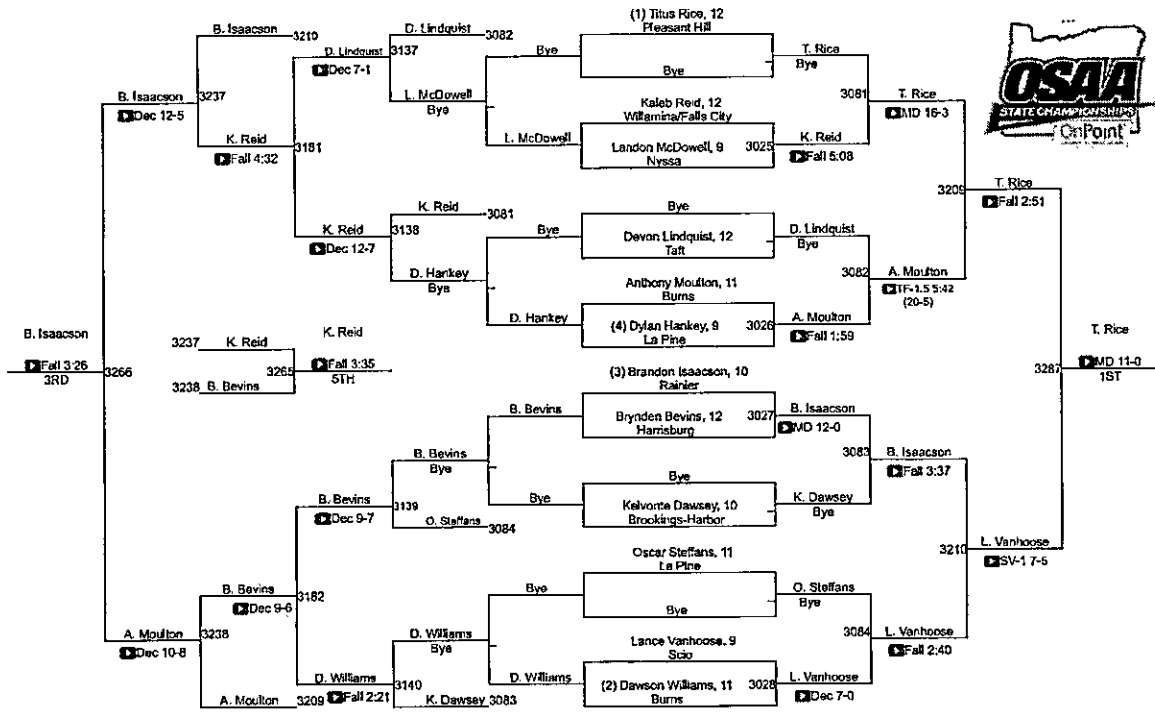 (1) Titus Rice, 12
Pleasant Hill
Bye
Kaleb Reid, 12
Willamina/Falls City
Landon McDowell, 9
Nyssa
3025
Bye
Devon Lindquist, 12
Taft
Anthony Moulton, 11
Burns
(4) Dylan Hankey, 9
La Pine
3026
(3) Brandon Isaacson, 10
Rainier
Brynden Bevins, 12
Harrisburg
3027
Bye
Keivonte Dawsey, 10
Brookings-Harbor
Oscar Steffans, 11
La Pine
Bye
Lance Vanhoose, 9
Scio
(2) Dawson Williams, 11
Burns
3028
T. Rice
Bye
3081
K. Reid
Fall 5:08
D. Lindquist
Bye
3082
A. Moulton
Fall 1:59
B. Isaacson
MD 12-0
3083
K. Dawsey
Bye
O. Steffans
Bye
3084
L. Vanhoose
Dec 7-0
T. Rice
MD 16-3
3209
A. Moulton
TF-1.5 5:42
(20-5)
B. Isaacson
Fall 3:37
3210
L. Vanhoose
Fall 2:40
T. Rice
Fall 2:51
3287
L. Vanhoose
SV-1 7-5
T. Rice
MD 11-0
1ST
Bye
L. McDowell
Bye
D. Hankey
B. Bevins
Bye
Bye
D. Williams
D. Lindquist
3082
3137
L. McDowell
Bye
K. Reid
3081
3138
D. Hankey
Bye
B. Bevins
Bye
3139
O. Steffans
3084
D. Williams
Bye
3140
K. Dawsey
3083
D. Lindquist
Dec 7-1
3181
K. Reid
Dec 12-7
B. Bevins
Dec 9-7
3182
D. Williams
Fall 2:21
B. Isaacson
3210
3237
K. Reid
Fall 4:32
B. Bevins
Dec 9-6
3238
A. Moulton
3209
B. Isaacson
Dec 12-5
3266
A. Moulton
Dec 10-8
B. Isaacson
Fall 3:26
3RD
3237
K. Reid
3265
3238
B. Bevins
K. Reid
Fall 3:35
5TH
OSAA
STATE CHAMPIONSHIPS
OnPoint